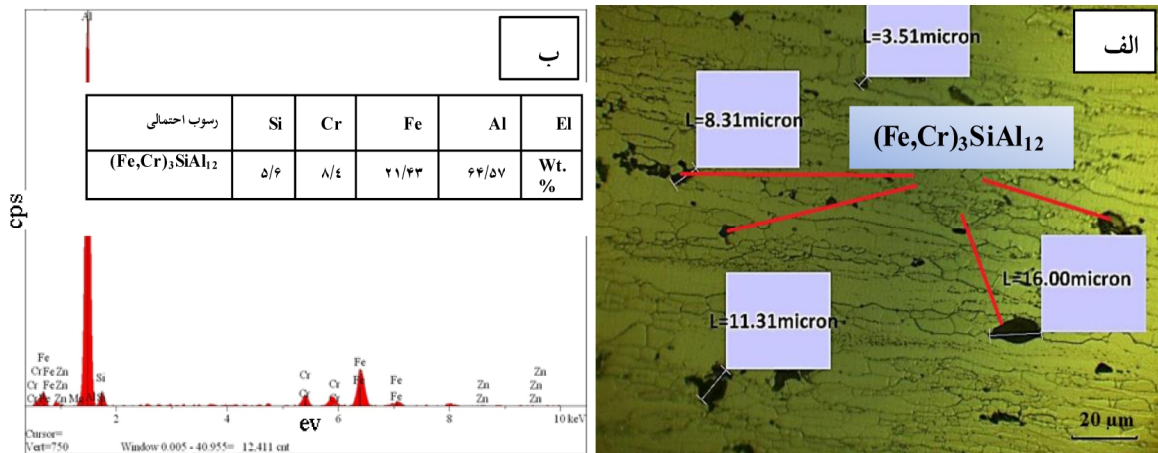 الف
L=3.51micron
L=8.31micron
(Fe,Cr)₃SiAl₁₂
L=16.00micron
L=11.31micron
20 µm
ب
El Al Fe Cr Si رسوب احتمالی
Wt. % ۶۴/۵۷ ۲۱/۴۳ ۸/٤ ۵/۶ (Fe,Cr)₃SiAl₁₂
Al
cps
Fe
Cr Fe Zn
Cr Fe Zn
Si
Cr
Cr
Cr
Cr
Fe
Fe
Fe
Fe
Zn
Zn
Zn
Zn
2 4 6 8 10 keV
ev
Cursor=
Vert=750 Window 0.005 - 40.955= 12.411 cnt